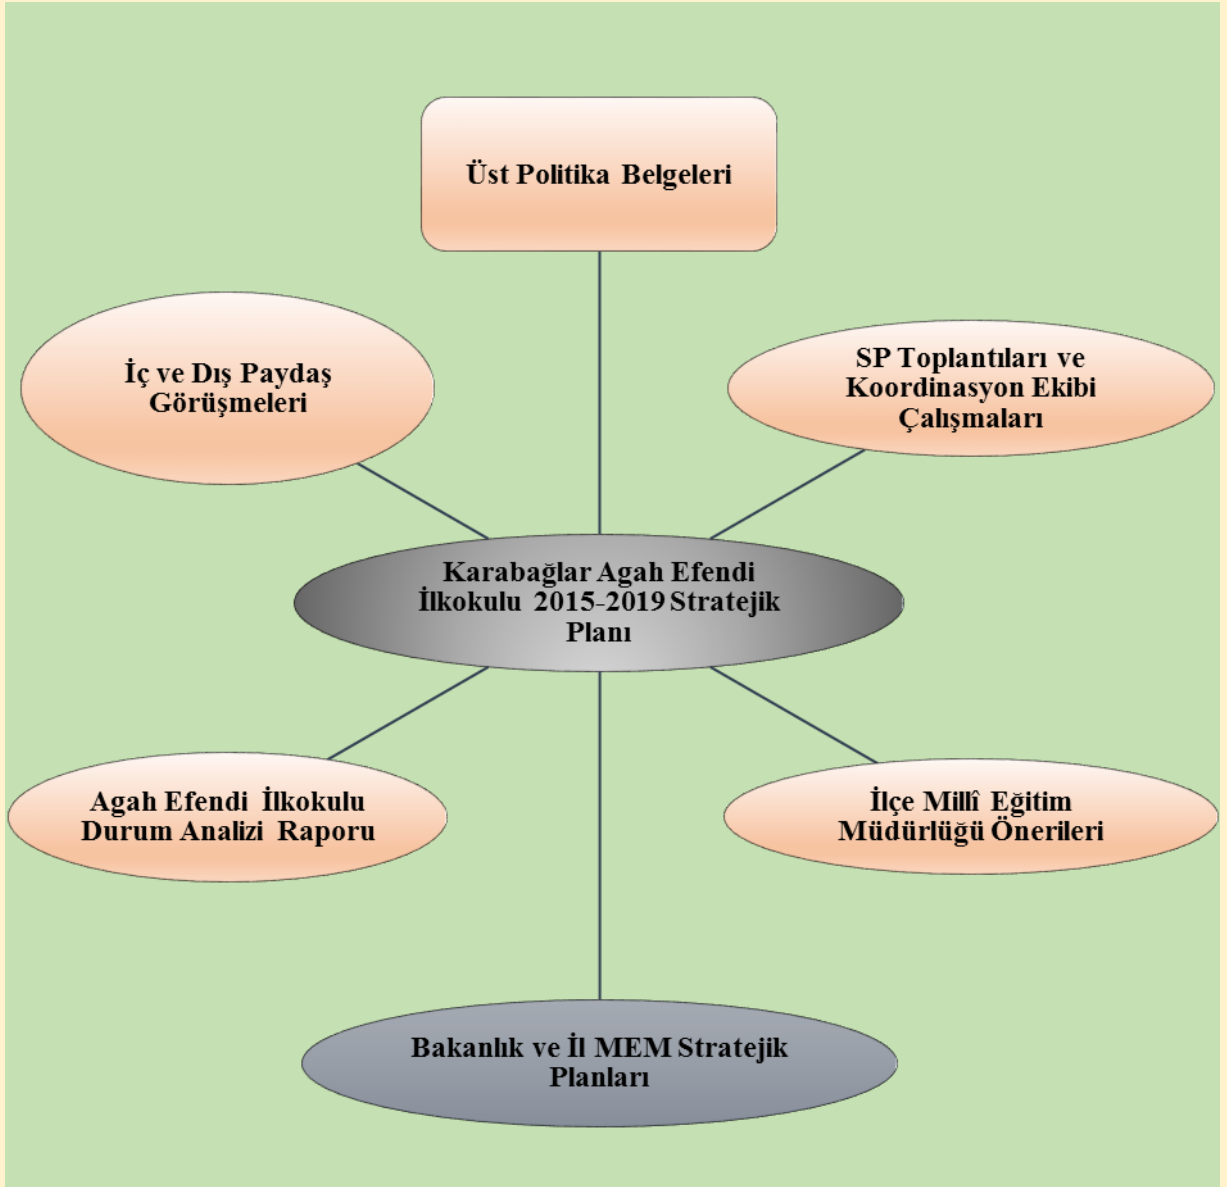 Üst Politika Belgeleri
İç ve Dış Paydaş
Görüşmeleri
SP Toplantıları ve
Koordinasyon Ekibi
Çalışmaları
Karabağlar Agah Efendi
İlkokulu 2015-2019 Stratejik
Planı
Agah Efendi İlkokulu
Durum Analizi Raporu
İlçe Millî Eğitim
Müdürlüğü Önerileri
Bakanlık ve İl MEM Stratejik
Planları